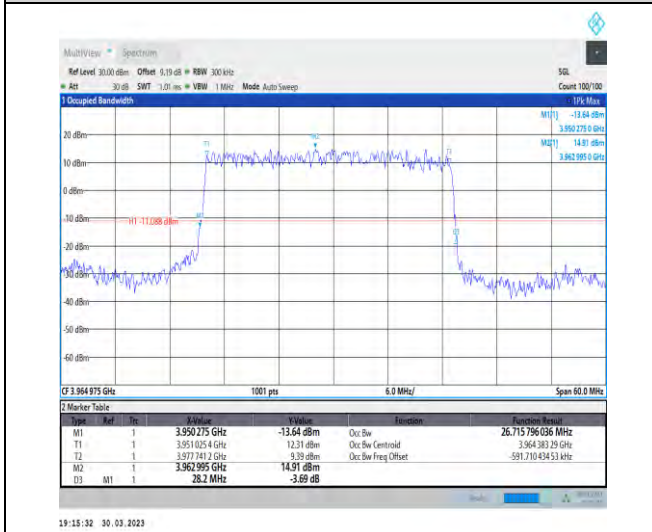 MultiView Spectrum
Ref Level 30.00 dBm Offset 9.19 dB RBW 300 kHz SGL
Att 30 dB SWT 1.01 ms VBW 1 MHz Mode Auto Sweep Count 100/100
1 Occupied Bandwidth 1Pk Max
M1[1] -13.64 dBm
3.950 275 0 GHz
M2[1] 14.91 dBm
3.962 995 0 GHz
20 dBm
10 dBm
0 dBm
-10 dBm
H1 -11.088 dBm
-20 dBm
-30 dBm
-40 dBm
-50 dBm
-60 dBm
CF 3.964 975 GHz 1001 pts 6.0 MHz/ Span 60.0 MHz
2 Marker Table
Type Ref Trc X-Value Y-Value Function Function Result
M1 1 3.950 275 GHz -13.64 dBm Occ Bw 26.715 796 036 MHz
T1 1 3.951 025 4 GHz 12.31 dBm Occ Bw Centroid 3.964 383 29 GHz
T2 1 3.977 741 2 GHz 9.39 dBm Occ Bw Freq Offset -591.710 434 53 kHz
M2 1 3.962 995 GHz 14.91 dBm
D3 M1 1 28.2 MHz -3.69 dB
19:15:32 30.03.2023